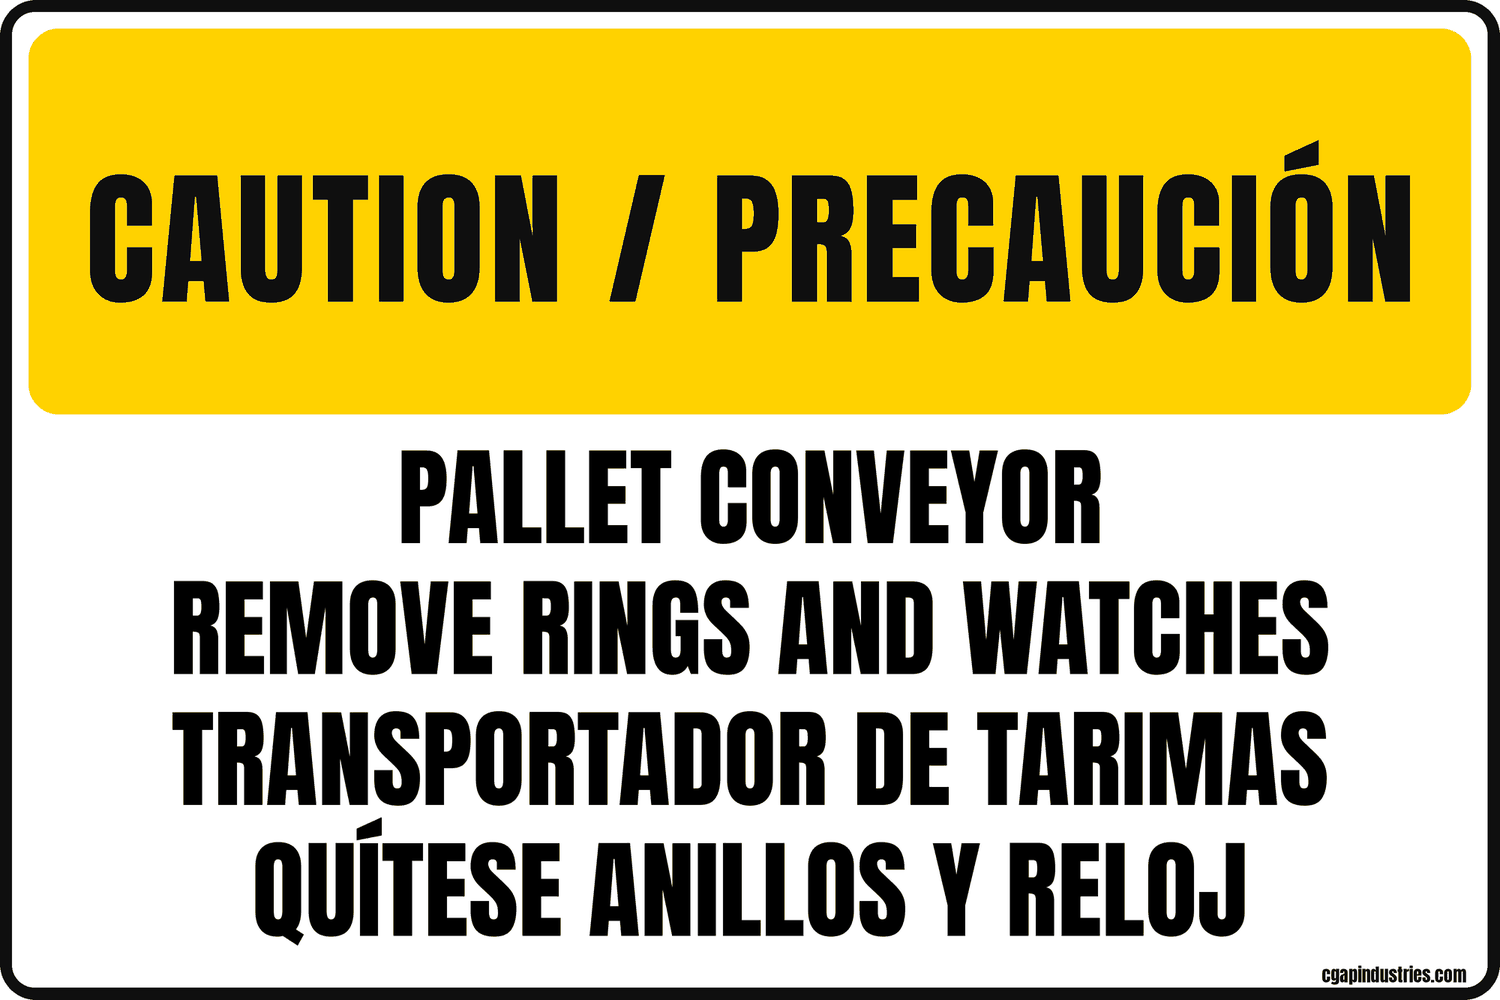 CAUTION / PRECAUCIÓN
PALLET CONVEYOR
REMOVE RINGS AND WATCHES
TRANSPORTADOR DE TARIMAS
QUÍTESE ANILLOS Y RELOJ
cgapindustries.com